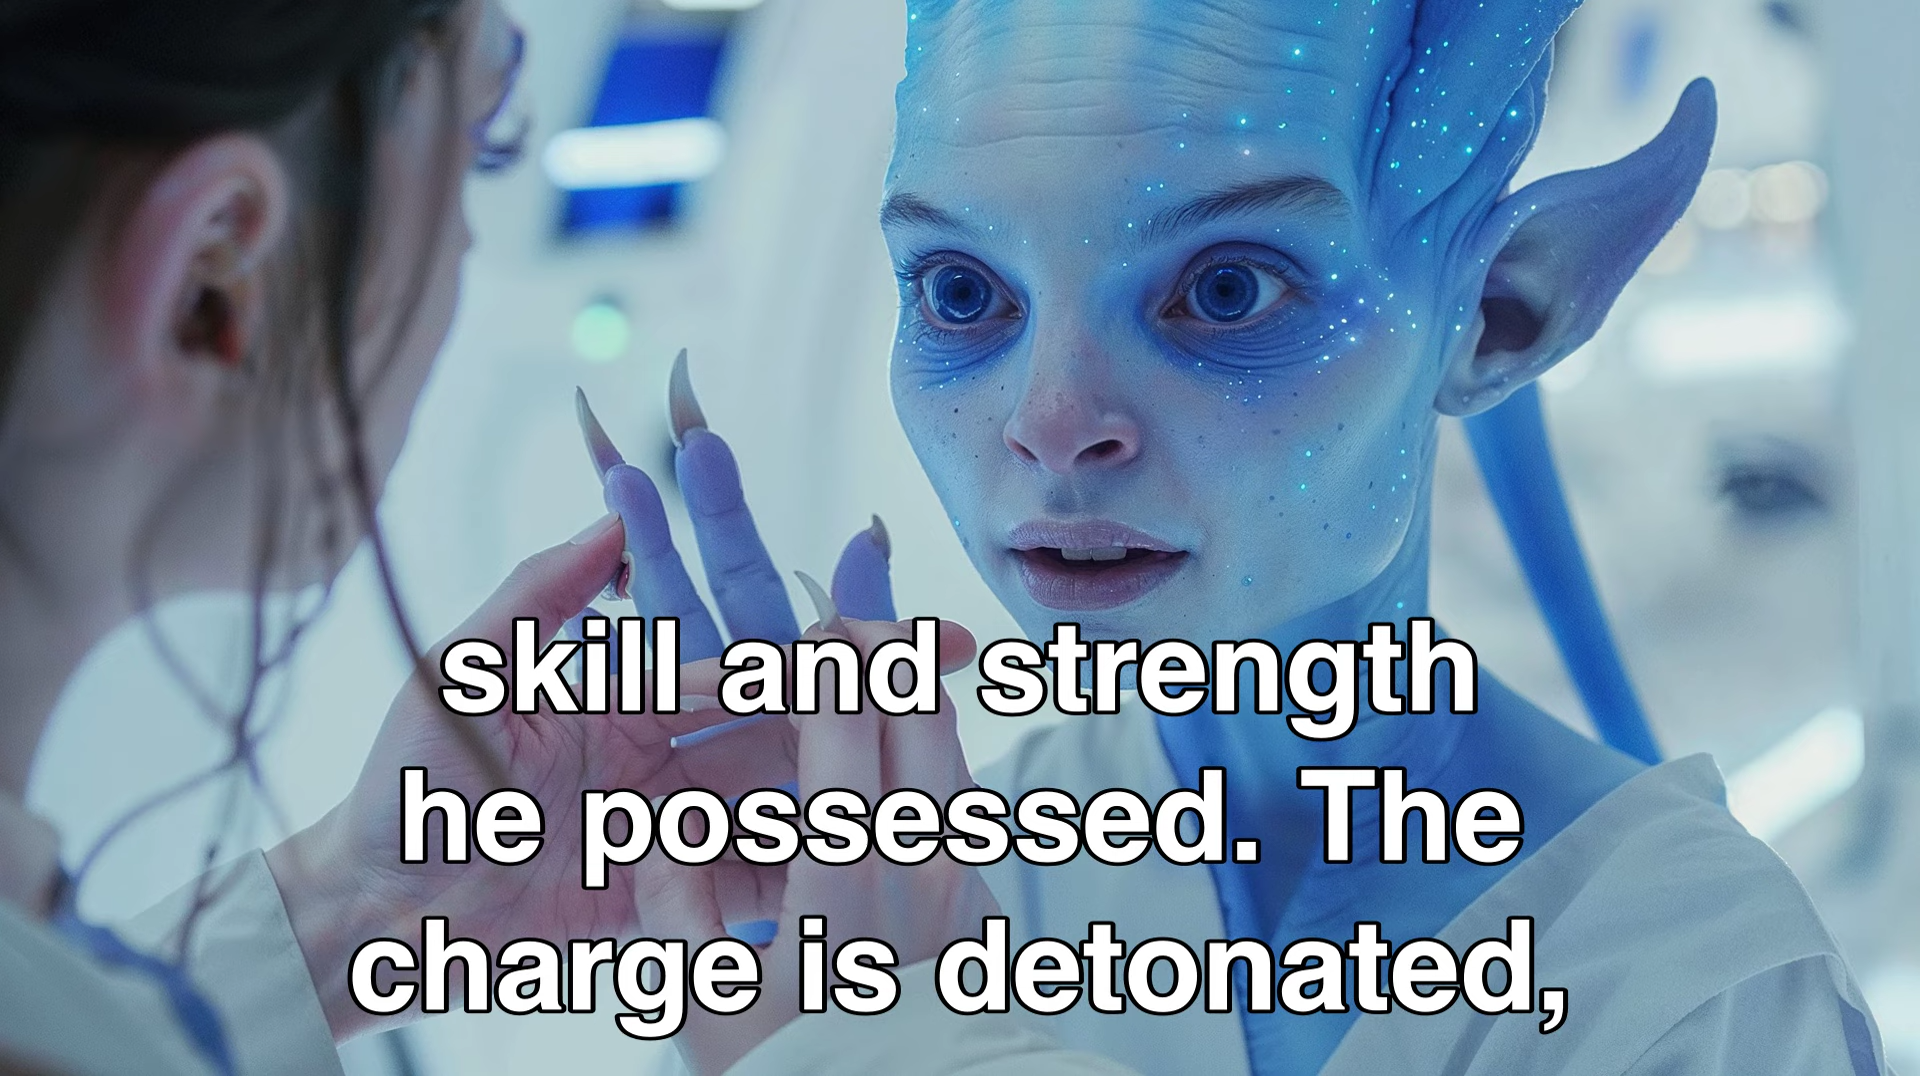 skill and strength
he possessed. The
charge is detonated,